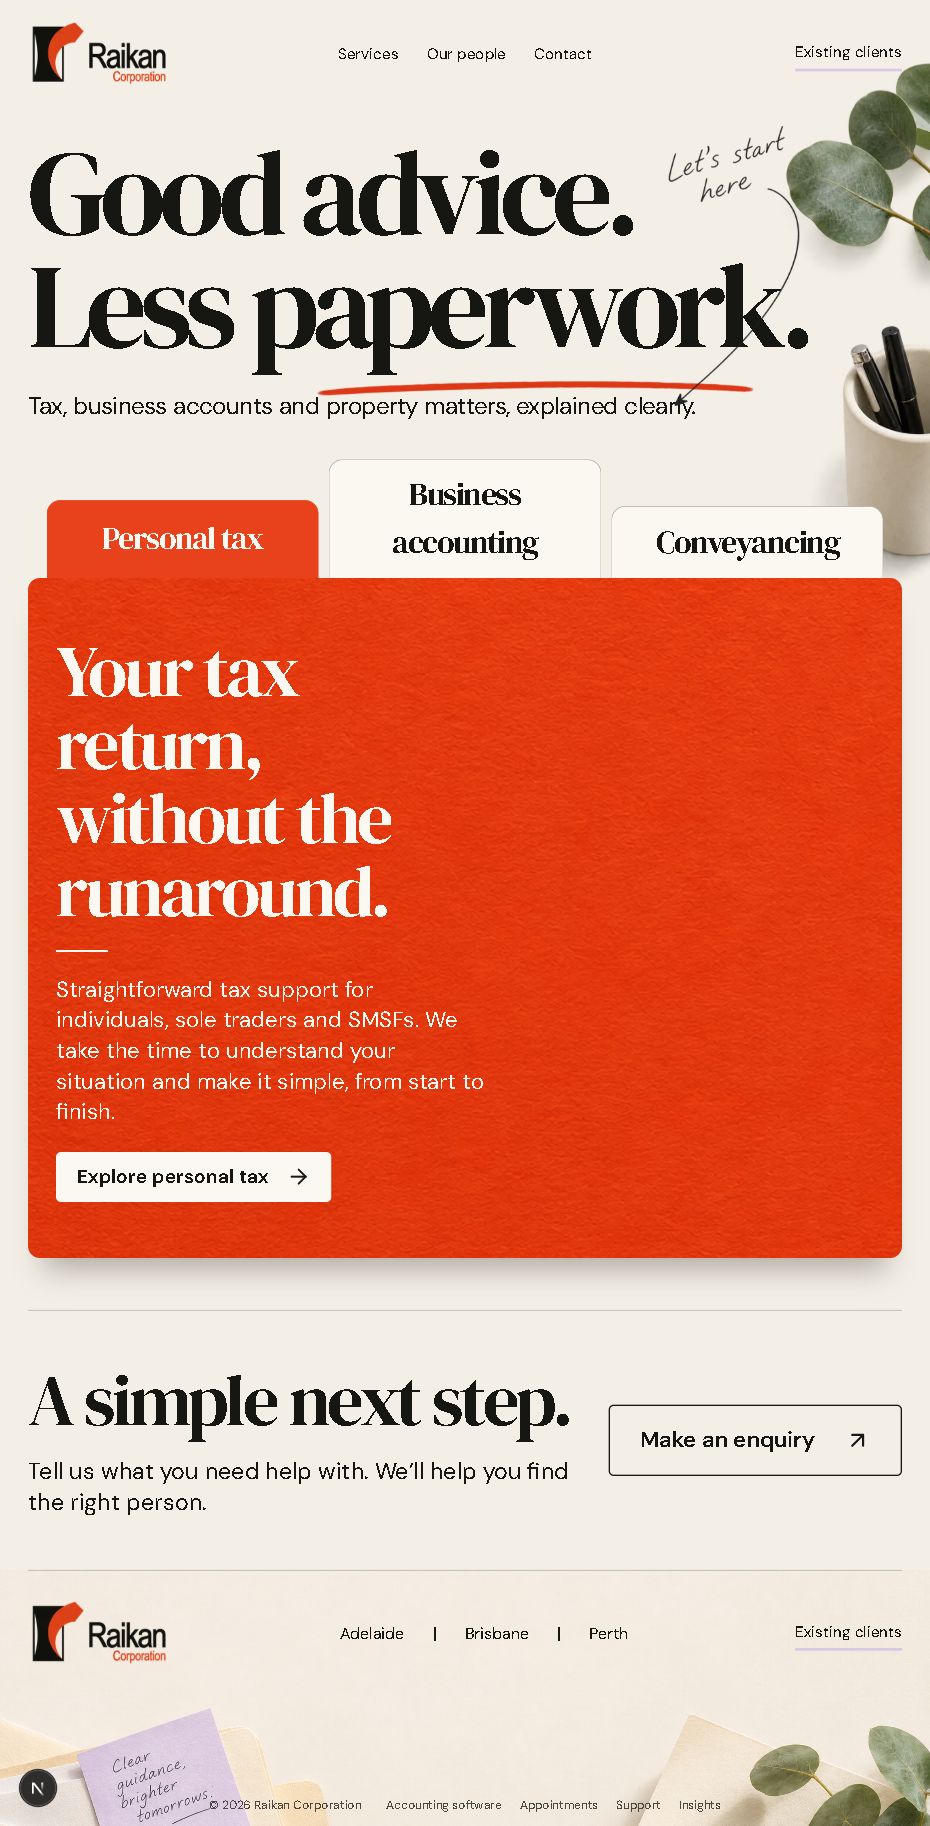 Raikan
Corporation
Services
Our people
Contact
Existing clients
Let's start
here
Good advice.
Less paperwork.
Tax, business accounts and property matters, explained clearly.
Personal tax
Business
accounting
Conveyancing
Your tax
return,
without the
runaround.
Straightforward tax support for
individuals, sole traders and SMSFs. We
take the time to understand your
situation and make it simple, from start to
finish.
Explore personal tax
A simple next step.
Tell us what you need help with. We’ll help you find
the right person.
Make an enquiry
Raikan
Corporation
Adelaide | Brisbane | Perth
Existing clients
Clear
guidance,
brighter
tomorrows.
N
© 2026 Raikan Corporation
Accounting software
Appointments
Support
Insights